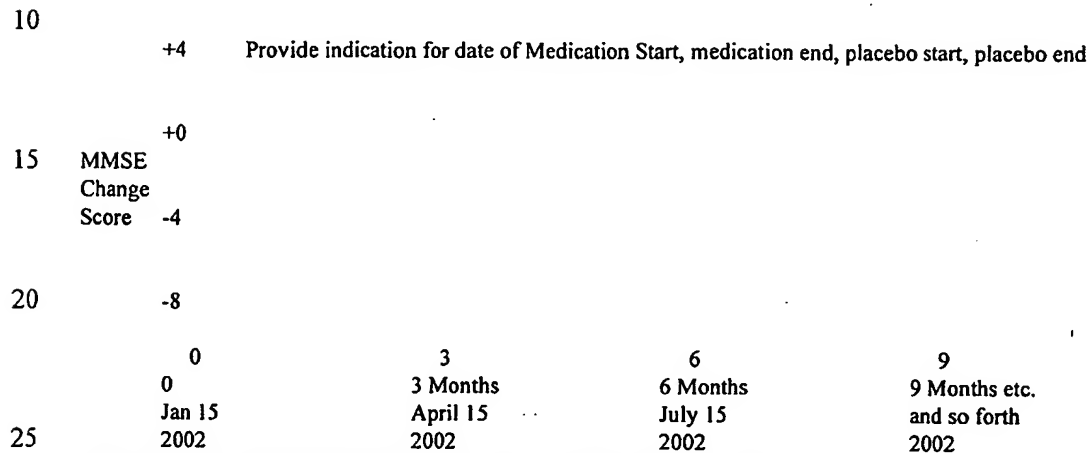 10
+4 Provide indication for date of Medication Start, medication end, placebo start, placebo end
+0
15 MMSE
Change
Score -4
20 -8
0 3 6 9
0 3 Months 6 Months 9 Months etc.
Jan 15 April 15 July 15 and so forth
25 2002 2002 2002 2002